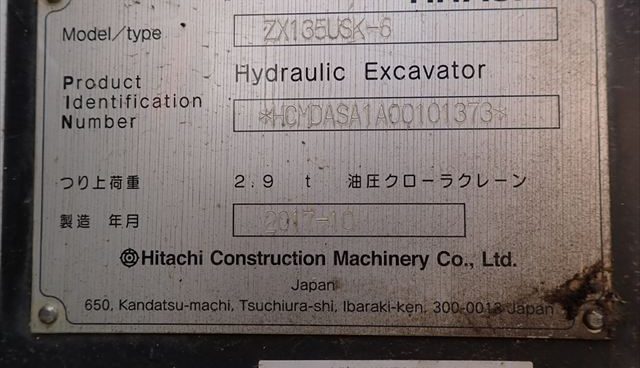 Model/type ZX135USK-6
Hydraulic Excavator
Product
Identification
Number *HCMDASA1A00101373*
つり上荷重 2.9 t 油圧クローラクレーン
製造 年月 2017-10
Hitachi Construction Machinery Co., Ltd.
Japan
650, Kandatsu-machi, Tsuchiura-shi, Ibaraki-ken, 300-0013 Japan